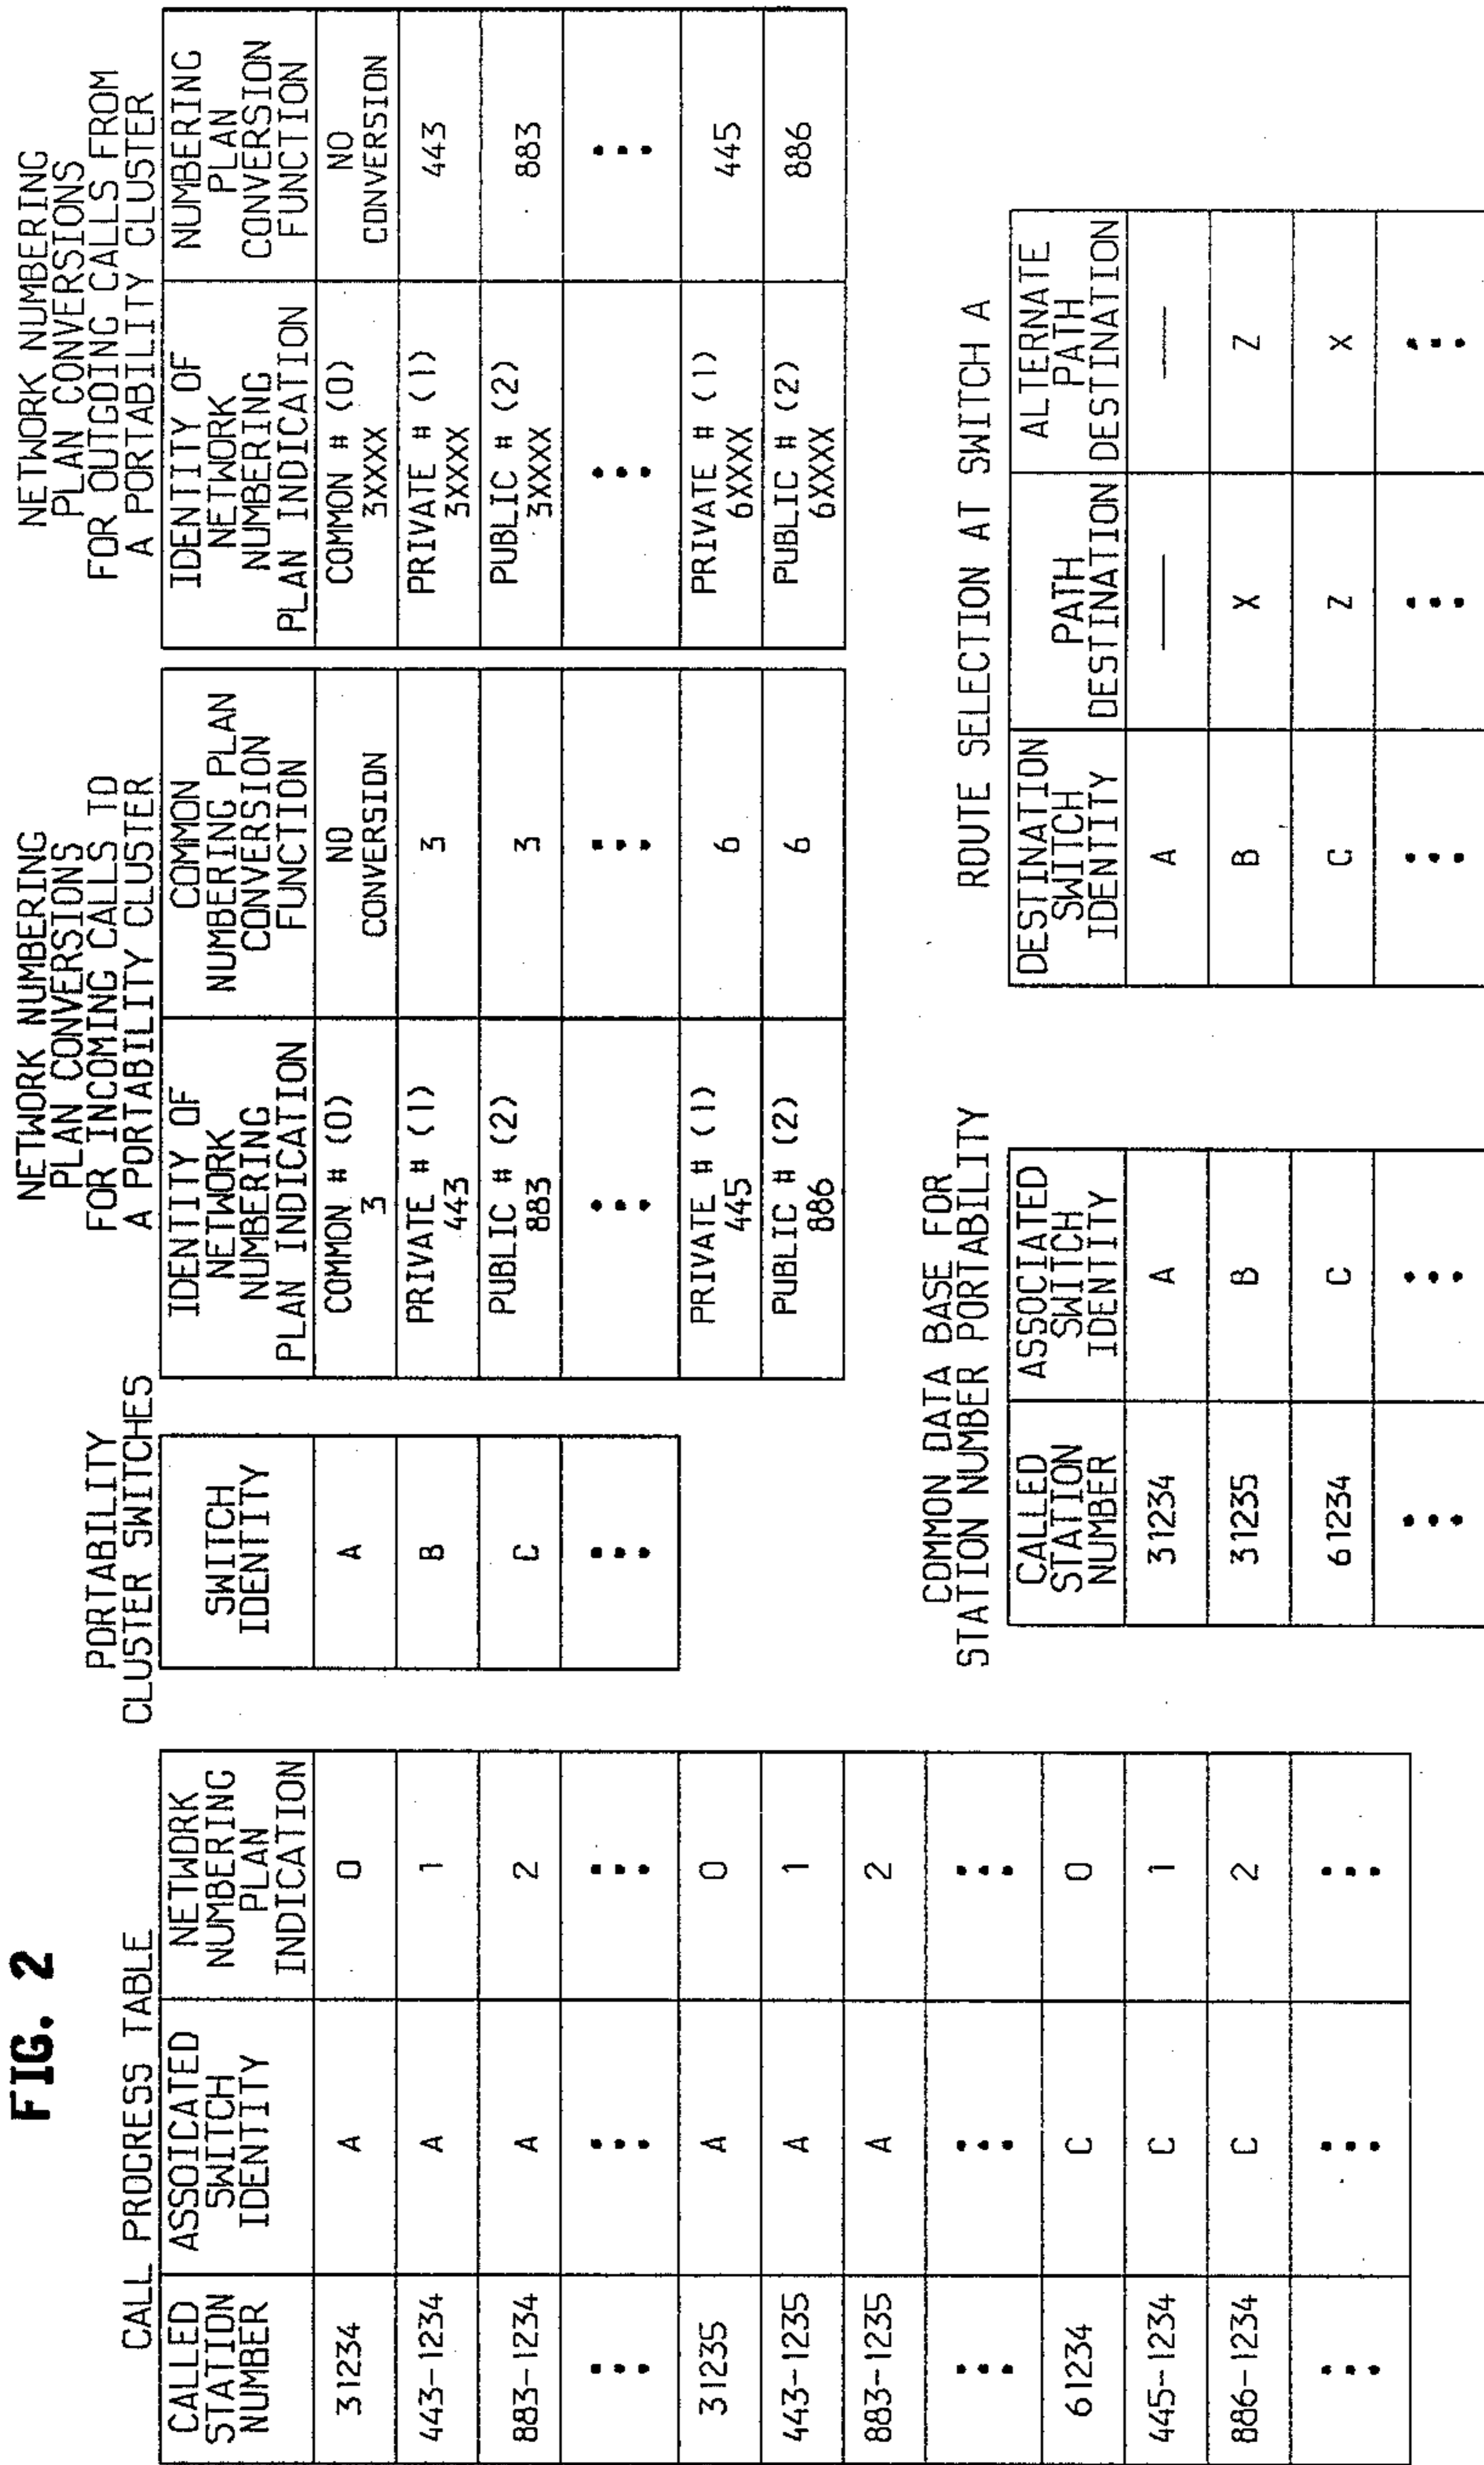 FIG. 2
CALL PROGRESS TABLE
CALLED STATION NUMBER | ASSOICATED SWITCH IDENTITY | NETWORK NUMBERING PLAN INDICATION
31234 | A | 0
443-1234 | A | 1
883-1234 | A | 2
⋮ | ⋮ | ⋮
31235 | A | 0
443-1235 | A | 1
883-1235 | A | 2
⋮ | ⋮ | ⋮
61234 | C | 0
445-1234 | C | 1
886-1234 | C | 2
⋮ | ⋮ | ⋮
PORTABILITY
CLUSTER SWITCHES
SWITCH IDENTITY
A
B
C
⋮
NETWORK NUMBERING
PLAN CONVERSIONS
FOR INCOMING CALLS TO
A PORTABILITY CLUSTER
IDENTITY OF NETWORK NUMBERING PLAN INDICATION | COMMON NUMBERING PLAN CONVERSION FUNCTION
COMMON # (0) 3 | NO CONVERSION
PRIVATE # (1) 443 | 3
PUBLIC # (2) 883 | 3
⋮ | ⋮
PRIVATE # (1) 445 | 6
PUBLIC # (2) 886 | 6
NETWORK NUMBERING
PLAN CONVERSIONS
FOR OUTGOING CALLS FROM
A PORTABILITY CLUSTER
IDENTITY OF NETWORK NUMBERING PLAN INDICATION | NUMBERING PLAN CONVERSION FUNCTION
COMMON # (0) 3XXXX | NO CONVERSION
PRIVATE # (1) 3XXXX | 443
PUBLIC # (2) 3XXXX | 883
⋮ | ⋮
PRIVATE # (1) 6XXXX | 445
PUBLIC # (2) 6XXXX | 886
COMMON DATA BASE FOR
STATION NUMBER PORTABILITY
CALLED STATION NUMBER | ASSOCIATED SWITCH IDENTITY
31234 | A
31235 | B
61234 | C
⋮ | ⋮
ROUTE SELECTION AT SWITCH A
DESTINATION SWITCH IDENTITY | PATH DESTINATION | ALTERNATE PATH DESTINATION
A | — | —
B | X | Z
C | Z | X
⋮ | ⋮ | ⋮